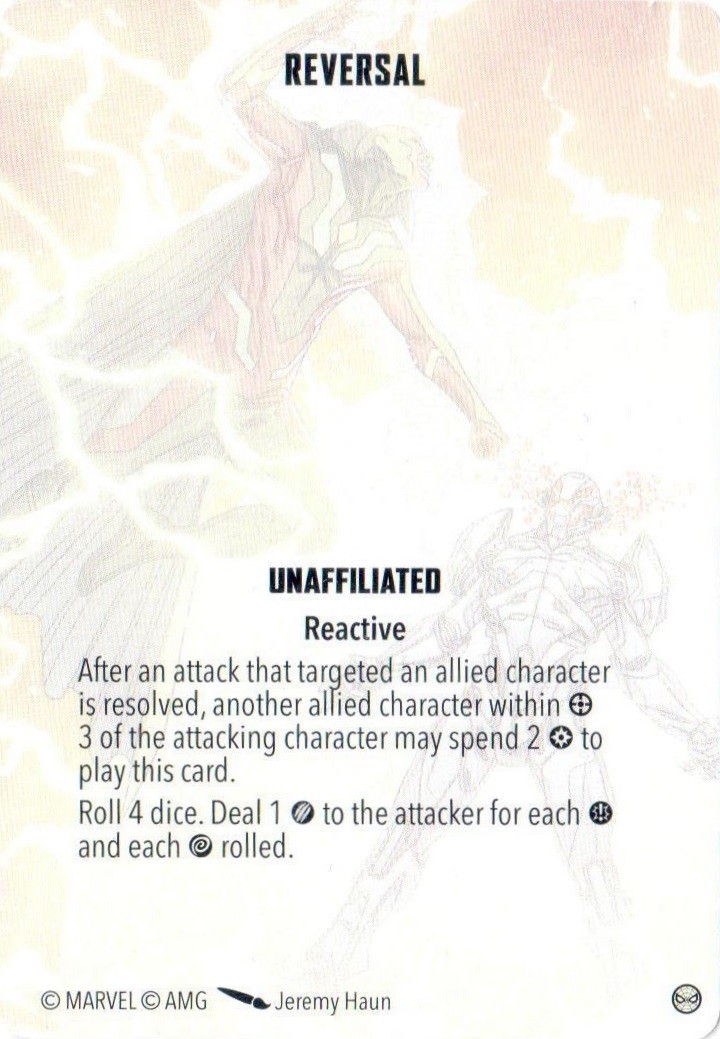 REVERSAL
UNAFFILIATED
Reactive
After an attack that targeted an allied character
is resolved, another allied character within
3 of the attacking character may spend 2 to
play this card.
Roll 4 dice. Deal 1 to the attacker for each
and each rolled.
© MARVEL © AMG Jeremy Haun